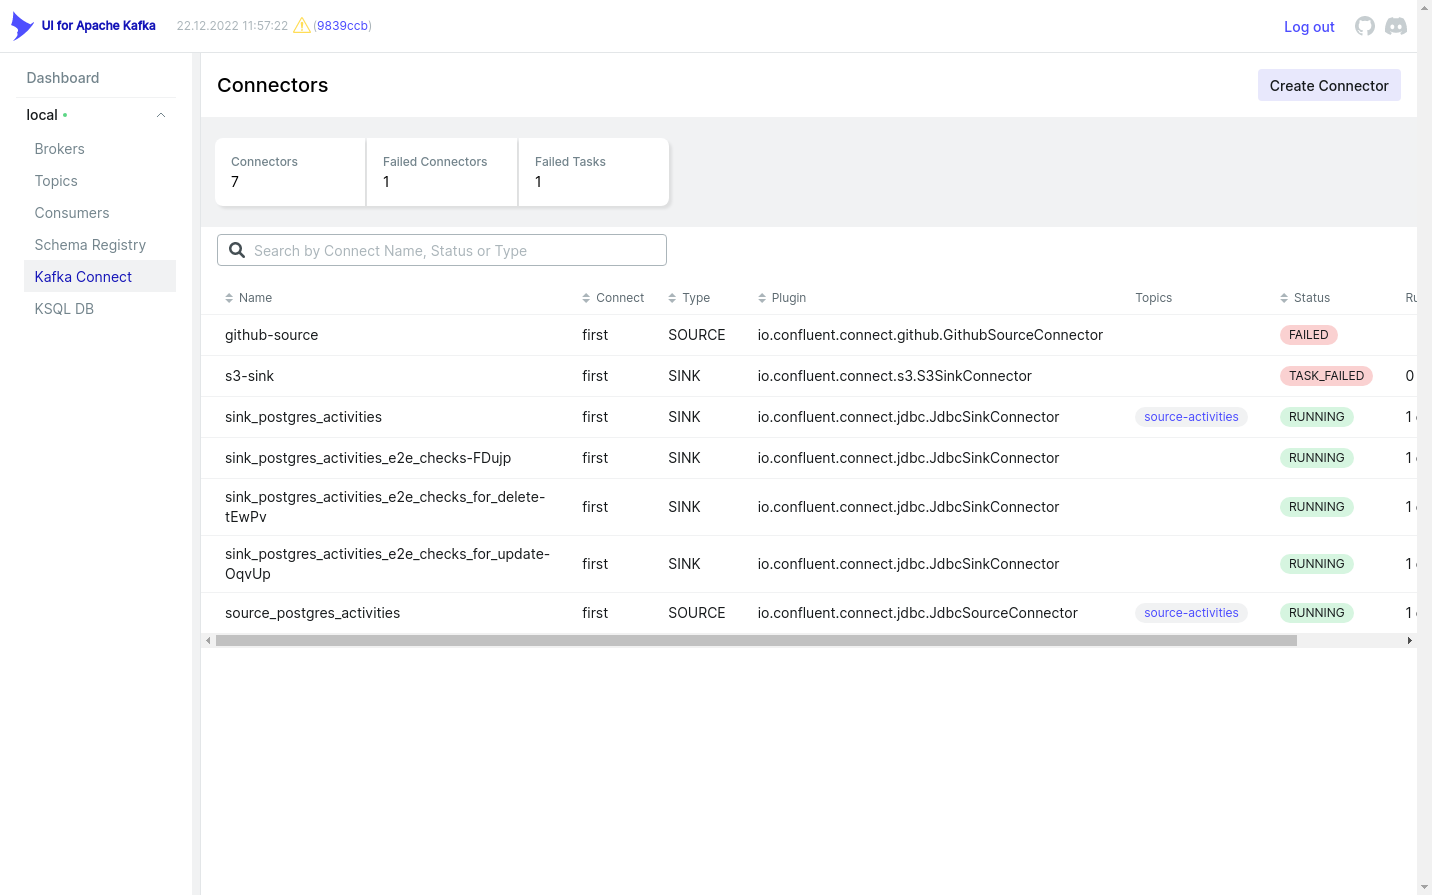 UI for Apache Kafka 22.12.2022 11:57:22 (9839ccb) Log out
Dashboard
local
Brokers
Topics
Consumers
Schema Registry
Kafka Connect
KSQL DB
Connectors
Create Connector
Connectors Failed Connectors Failed Tasks
7 1 1
Search by Connect Name, Status or Type
Name Connect Type Plugin Topics Status
github-source first SOURCE io.confluent.connect.github.GithubSourceConnector FAILED
s3-sink first SINK io.confluent.connect.s3.S3SinkConnector TASK_FAILED 0
sink_postgres_activities first SINK io.confluent.connect.jdbc.JdbcSinkConnector source-activities RUNNING 1
sink_postgres_activities_e2e_checks-FDujp first SINK io.confluent.connect.jdbc.JdbcSinkConnector RUNNING 1
sink_postgres_activities_e2e_checks_for_delete-
tEwPv first SINK io.confluent.connect.jdbc.JdbcSinkConnector RUNNING 1
sink_postgres_activities_e2e_checks_for_update-
OqvUp first SINK io.confluent.connect.jdbc.JdbcSinkConnector RUNNING 1
source_postgres_activities first SOURCE io.confluent.connect.jdbc.JdbcSourceConnector source-activities RUNNING 1